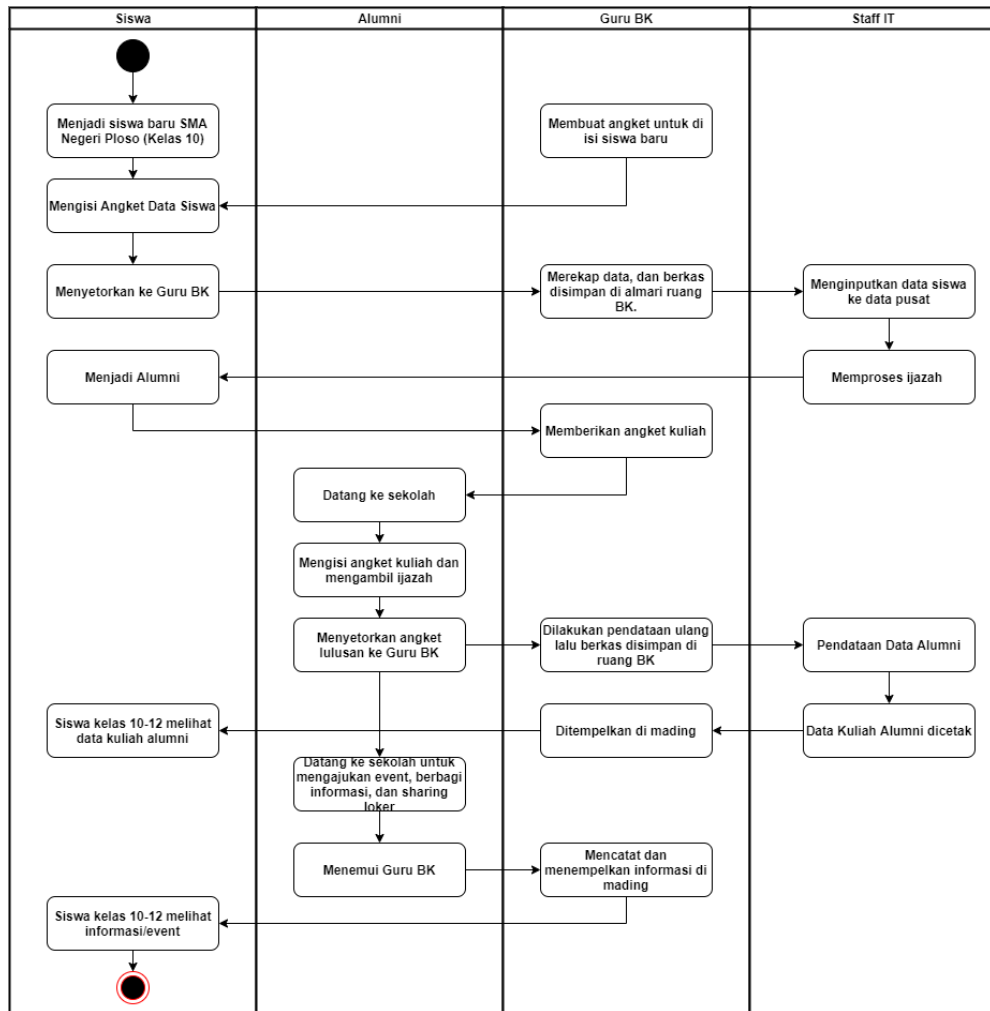 Siswa
Alumni
Guru BK
Staff IT
Menjadi siswa baru SMA
Negeri Ploso (Kelas 10)
Membuat angket untuk di
isi siswa baru
Mengisi Angket Data Siswa
Menyetorkan ke Guru BK
Merekap data, dan berkas
disimpan di almari ruang
BK.
Menginputkan data siswa
ke data pusat
Menjadi Alumni
Memproses ijazah
Memberikan angket kuliah
Datang ke sekolah
Mengisi angket kuliah dan
mengambil ijazah
Menyetorkan angket
lulusan ke Guru BK
Dilakukan pendataan ulang
lalu berkas disimpan di
ruang BK
Pendataan Data Alumni
Siswa kelas 10-12 melihat
data kuliah alumni
Ditempelkan di mading
Data Kuliah Alumni dicetak
Datang ke sekolah untuk
mengajukan event, berbagi
informasi, dan sharing
loker
Menemui Guru BK
Mencatat dan
menempelkan informasi di
mading
Siswa kelas 10-12 melihat
informasi/event